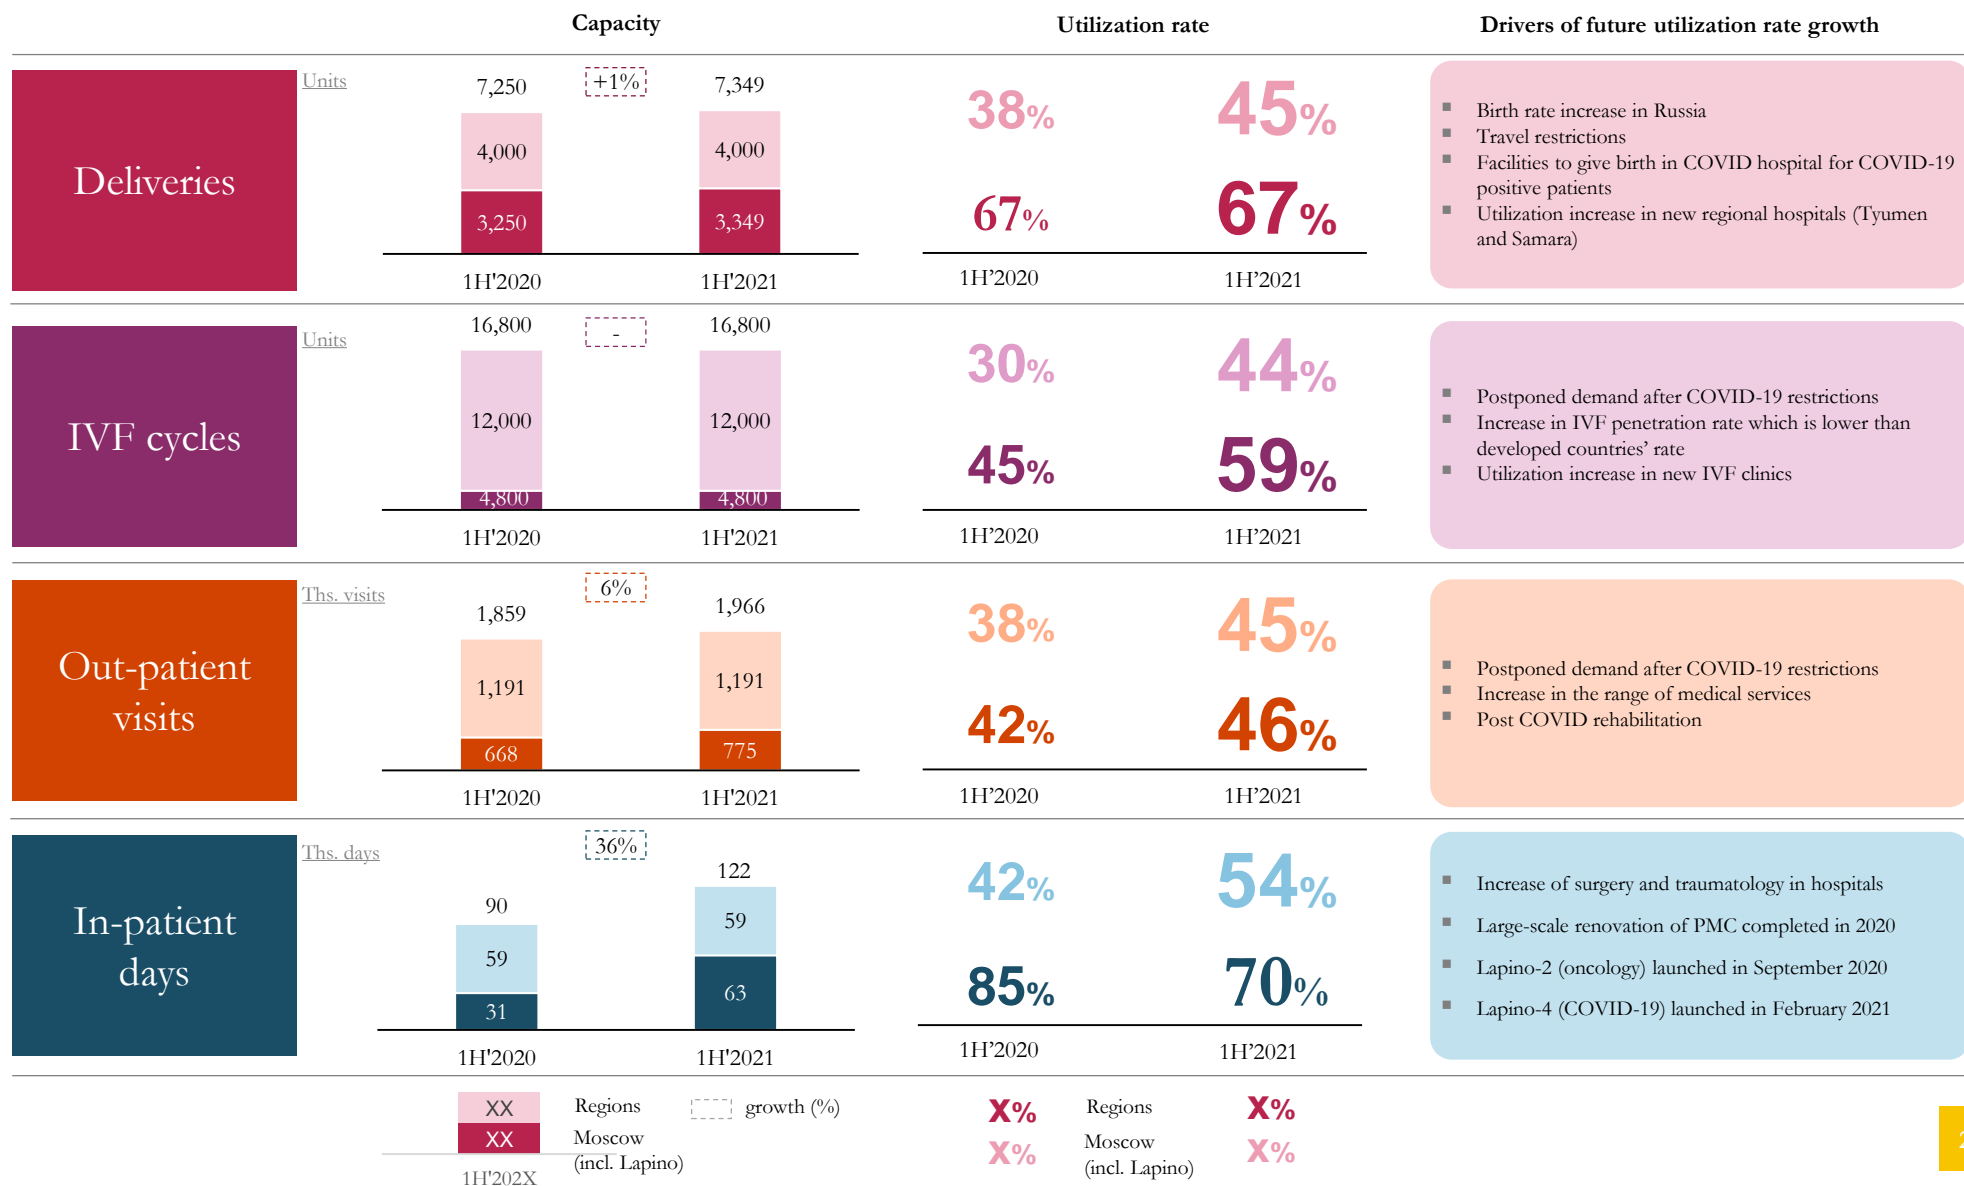 Capacity
Utilization rate
Drivers of future utilization rate growth
Deliveries
Units
7,250
+1%
7,349
4,000
4,000
3,250
3,349
1H'2020
1H'2021
38%
45%
67%
67%
1H’2020
1H’2021
Birth rate increase in Russia
Travel restrictions
Facilities to give birth in COVID hospital for COVID-19
positive patients
Utilization increase in new regional hospitals (Tyumen
and Samara)
IVF cycles
Units
16,800
-
16,800
12,000
12,000
4,800
4,800
1H'2020
1H'2021
30%
44%
45%
59%
1H’2020
1H’2021
Postponed demand after COVID-19 restrictions
Increase in IVF penetration rate which is lower than
developed countries’ rate
Utilization increase in new IVF clinics
Out-patient
visits
Ths. visits
1,859
6%
1,966
1,191
1,191
668
775
1H'2020
1H'2021
38%
45%
42%
46%
1H’2020
1H’2021
Postponed demand after COVID-19 restrictions
Increase in the range of medical services
Post COVID rehabilitation
In-patient
days
Ths. days
90
36%
122
59
59
31
63
1H'2020
1H'2021
42%
54%
85%
70%
1H’2020
1H’2021
Increase of surgery and traumatology in hospitals
Large-scale renovation of PMC completed in 2020
Lapino-2 (oncology) launched in September 2020
Lapino-4 (COVID-19) launched in February 2021
XX
Regions
growth (%)
XX
Moscow
(incl. Lapino)
1H'202X
X%
Regions
X%
X%
Moscow
(incl. Lapino)
X%